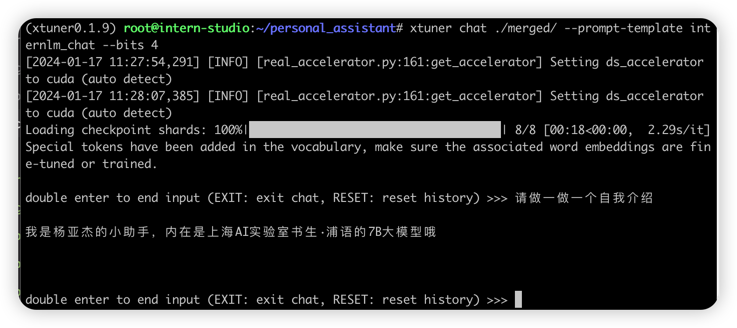 (xtuner0.1.9) root@intern-studio:~/personal_assistant# xtuner chat ./merged/ --prompt-template int
ernlm_chat --bits 4
[2024-01-17 11:27:54,291] [INFO] [real_accelerator.py:161:get_accelerator] Setting ds_accelerator
to cuda (auto detect)
[2024-01-17 11:28:07,385] [INFO] [real_accelerator.py:161:get_accelerator] Setting ds_accelerator
to cuda (auto detect)
Loading checkpoint shards: 100%| | 8/8 [00:18<00:00,  2.29s/it]
Special tokens have been added in the vocabulary, make sure the associated word embeddings are fin
e-tuned or trained.
double enter to end input (EXIT: exit chat, RESET: reset history) >>> 请做一做一个自我介绍
我是杨亚杰的小助手，内在是上海AI实验室书生·浦语的7B大模型哦
double enter to end input (EXIT: exit chat, RESET: reset history) >>>